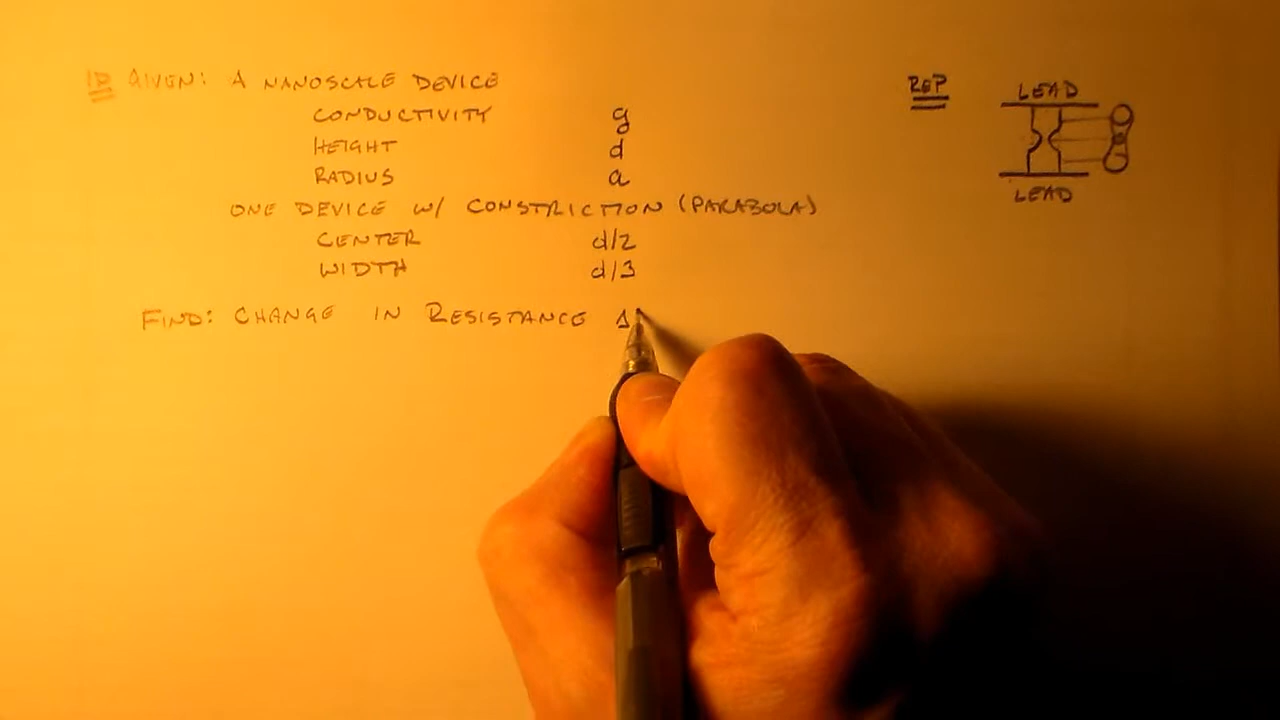 ID GIVEN: A NANOSCALE DEVICE
CONDUCTIVITY g
HEIGHT d
RADIUS a
ONE DEVICE W/ CONSTRICTION (PARABOLA)
CENTER d/2
WIDTH d/3
FIND: CHANGE IN RESISTANCE Δ
REP
LEAD
LEAD